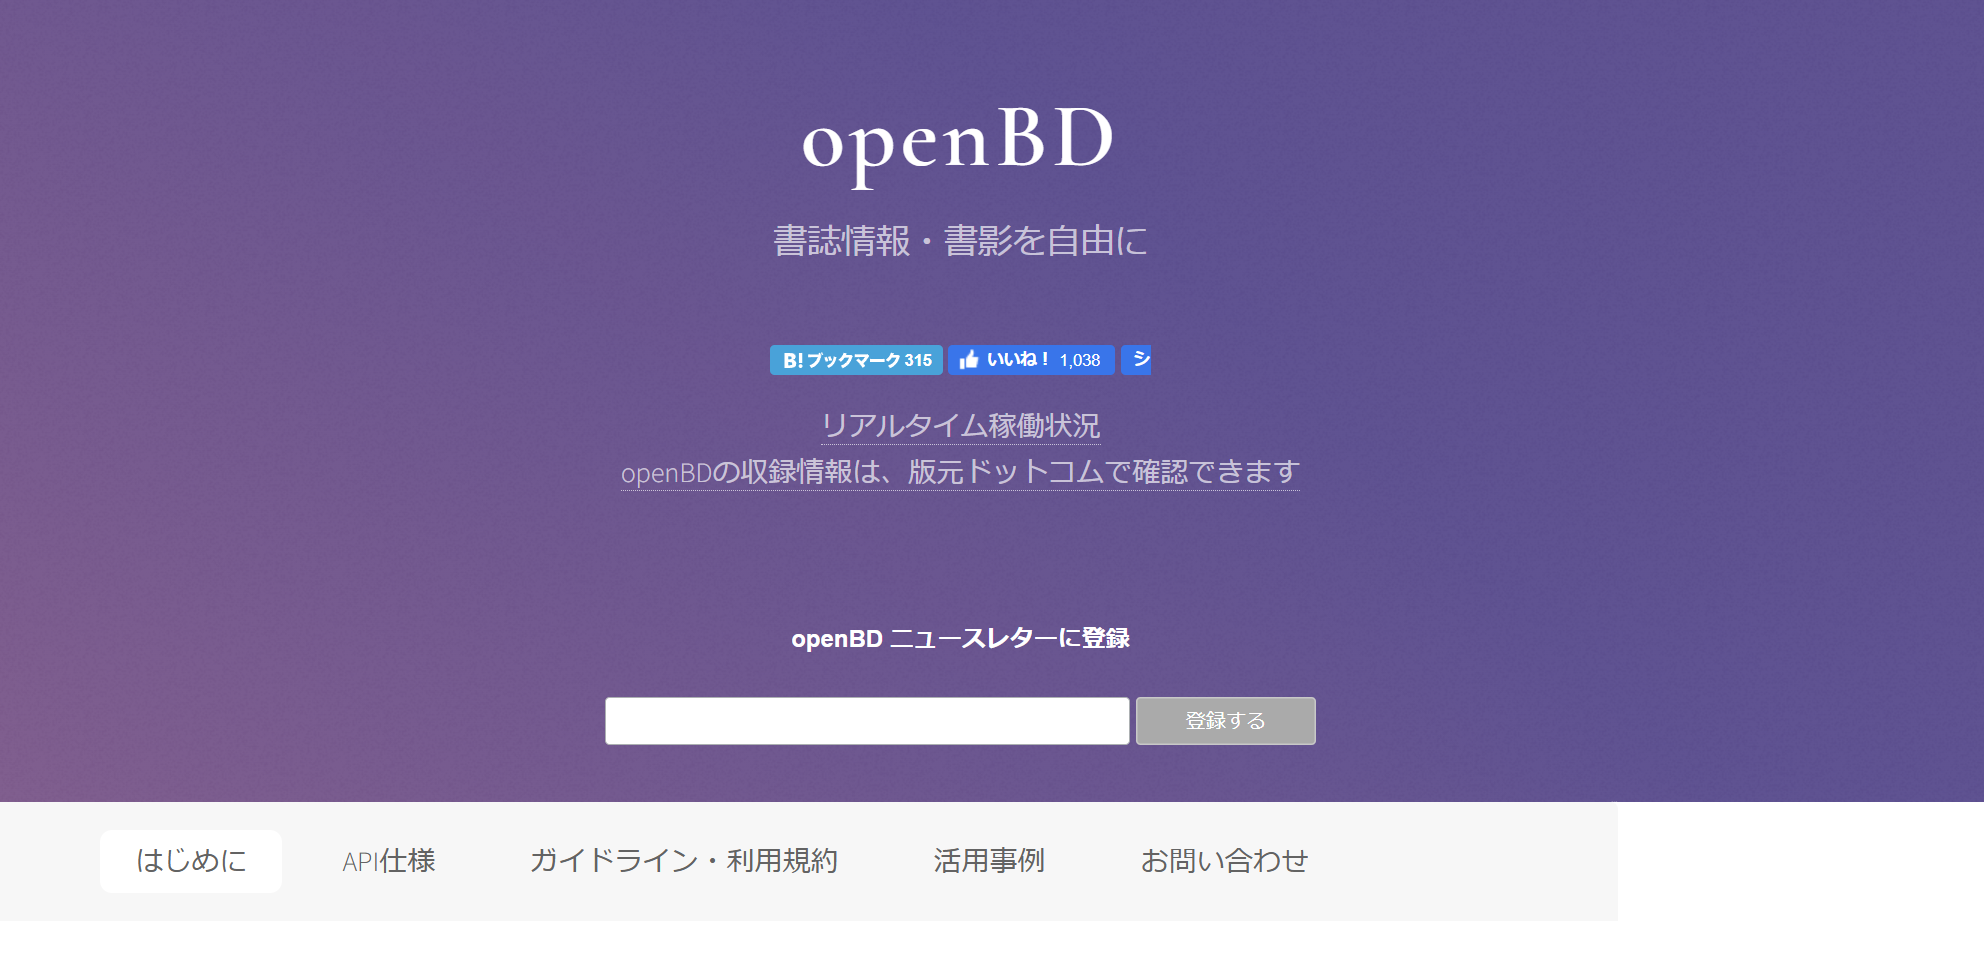 openBD
書誌情報・書影を自由に
B!ブックマーク 315 いいね！ 1,038 シ
リアルタイム稼働状況
openBDの収録情報は、版元ドットコムで確認できます
openBD ニュースレターに登録
登録する
はじめに API仕様 ガイドライン・利用規約 活用事例 お問い合わせ